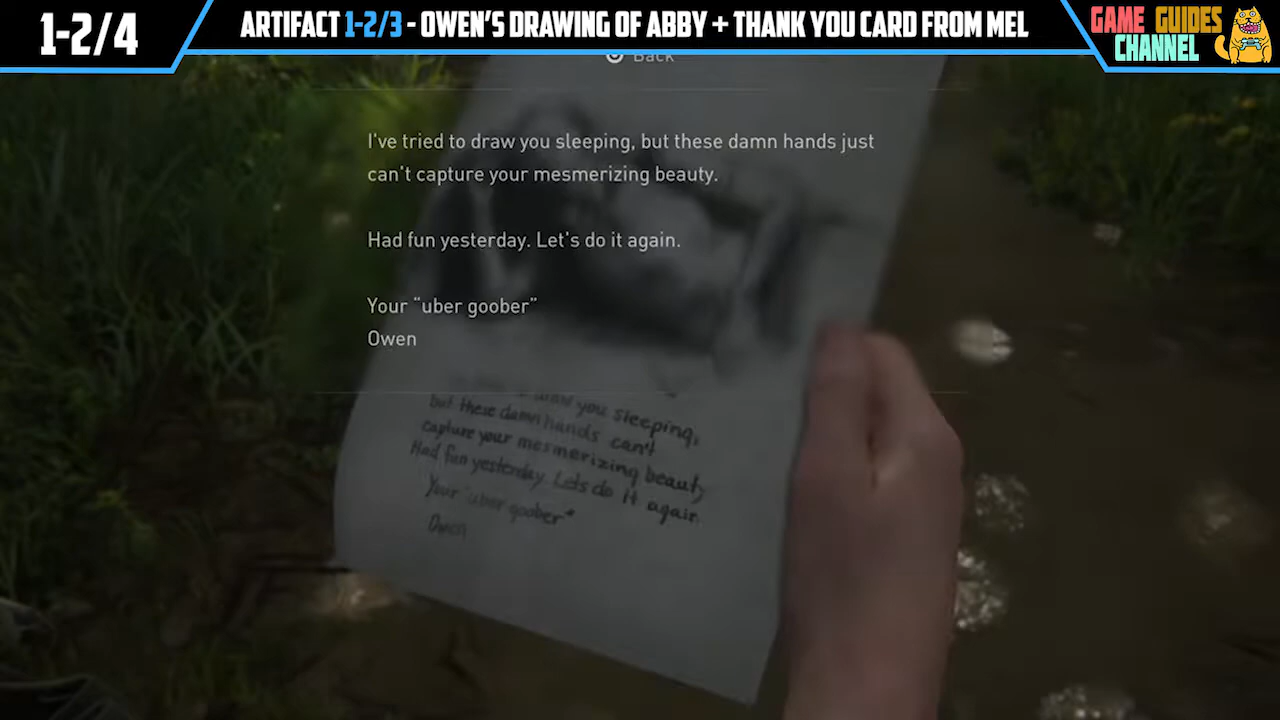 1-2/4
ARTIFACT 1-2/3 - OWEN'S DRAWING OF ABBY + THANK YOU CARD FROM MEL
GAME GUIDES
CHANNEL
Back
I've tried to draw you sleeping, but these damn hands just
can't capture your mesmerizing beauty.
Had fun yesterday. Let's do it again.
Your “uber goober”
Owen
you sleeping,
but these damn hands can't
capture your mesmerizing beauty
Had fun yesterday. Lets do it again.
Your "uber goober"
Owen